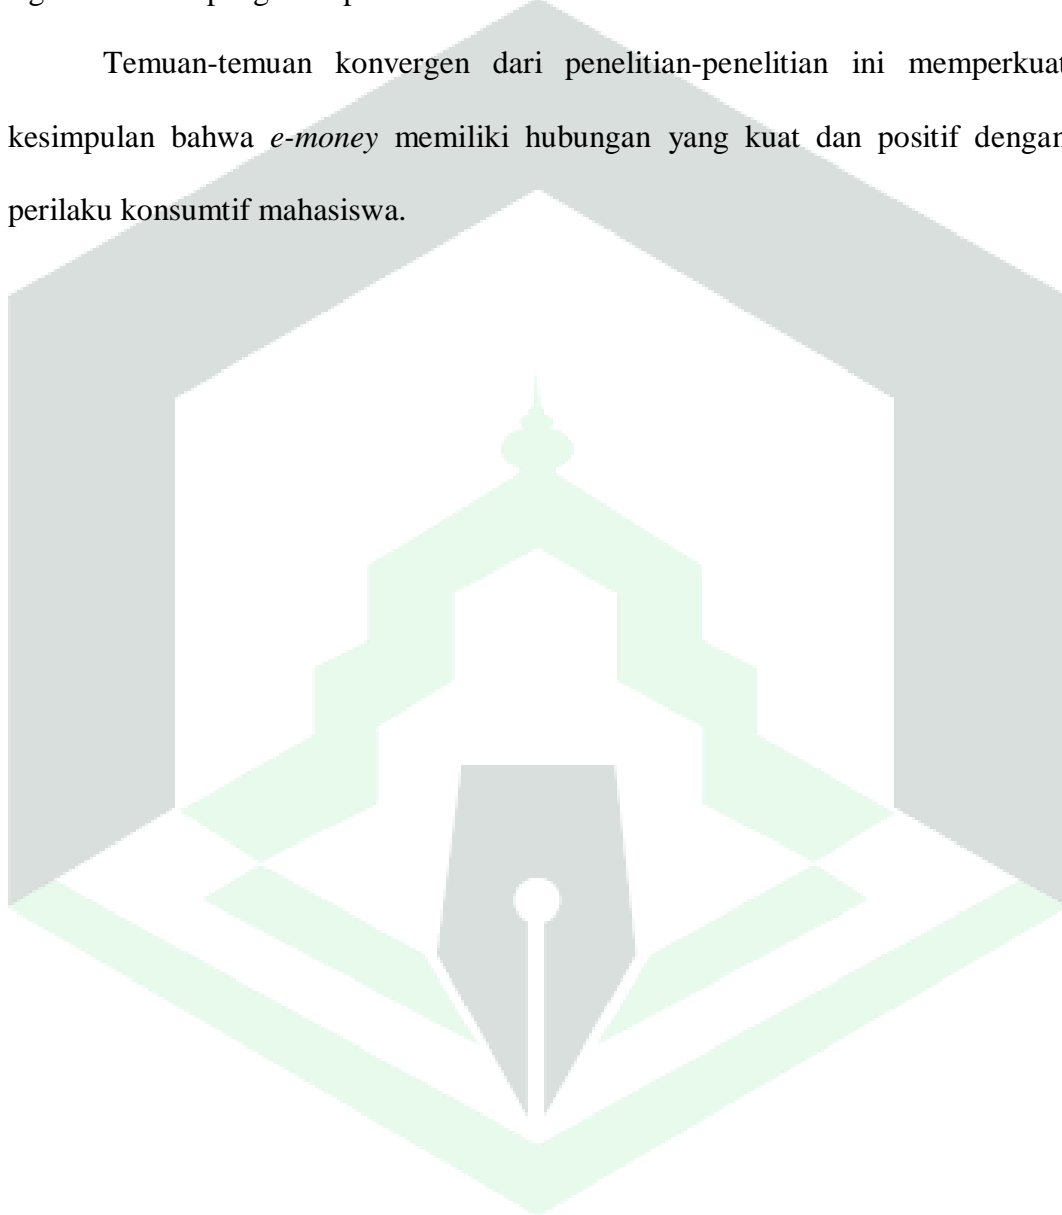 Temuan-temuan konvergen dari penelitian-penelitian ini memperkuat
kesimpulan bahwa e-money memiliki hubungan yang kuat dan positif dengan
perilaku konsumtif mahasiswa.